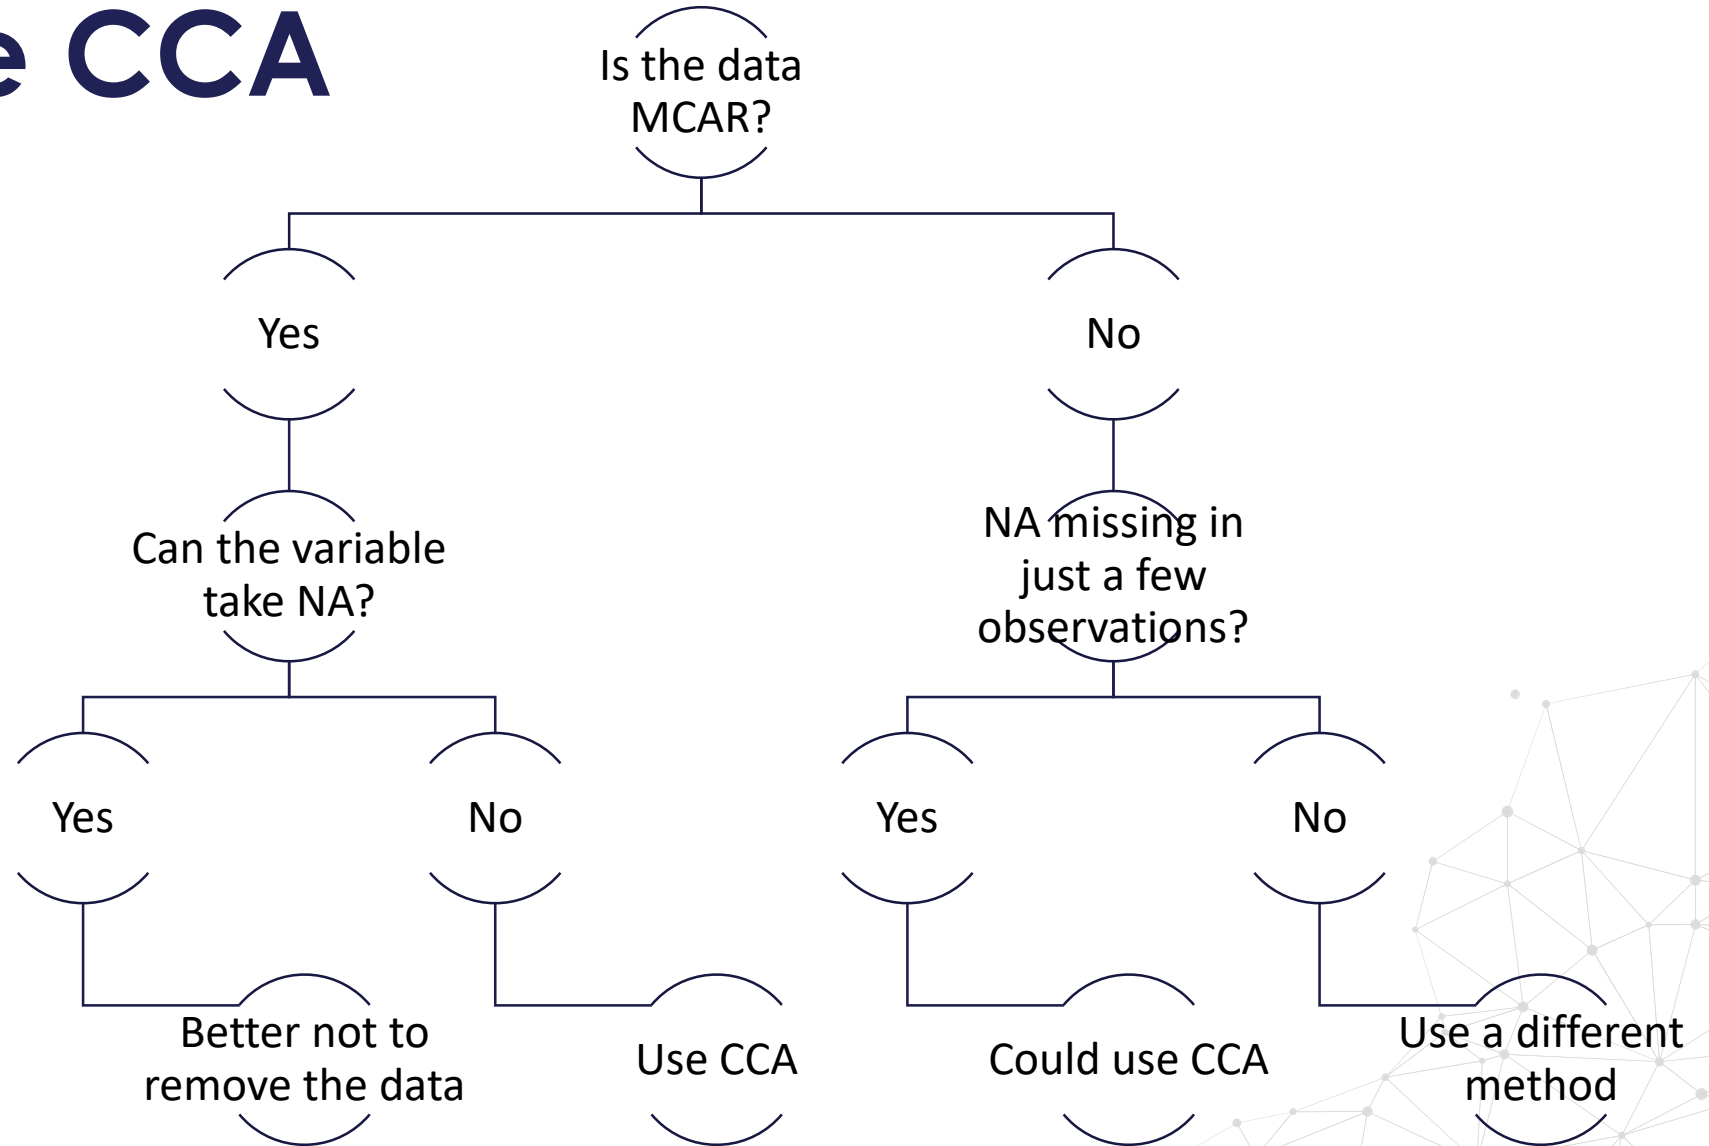 e CCA
Is the data
MCAR?
Yes
No
Can the variable
take NA?
NA missing in
just a few
observations?
Yes
No
Yes
No
Better not to
remove the data
Use CCA
Could use CCA
Use a different
method